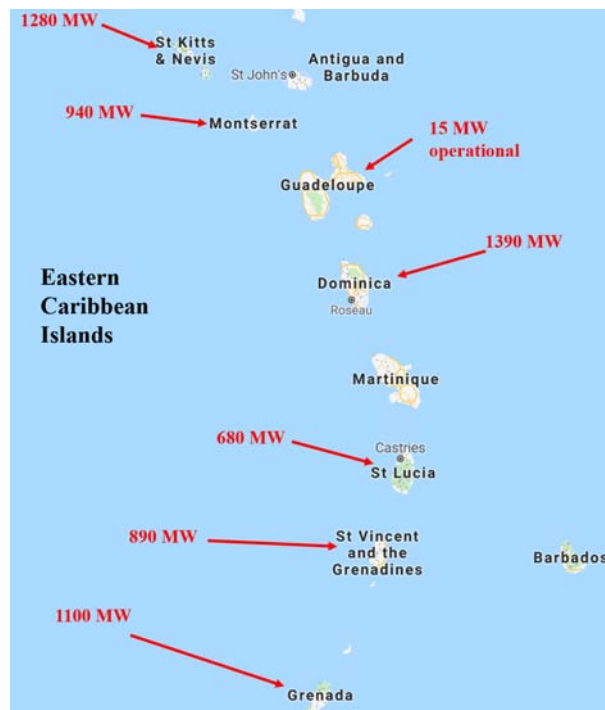 1280 MW
St Kitts
& Nevis
St John's
Antigua and
Barbuda
940 MW
Montserrat
15 MW
operational
Guadeloupe
1390 MW
Eastern
Caribbean
Islands
Dominica
Roseau
Martinique
680 MW
Castries
St Lucia
890 MW
St Vincent
and the
Grenadines
Barbados
1100 MW
Grenada